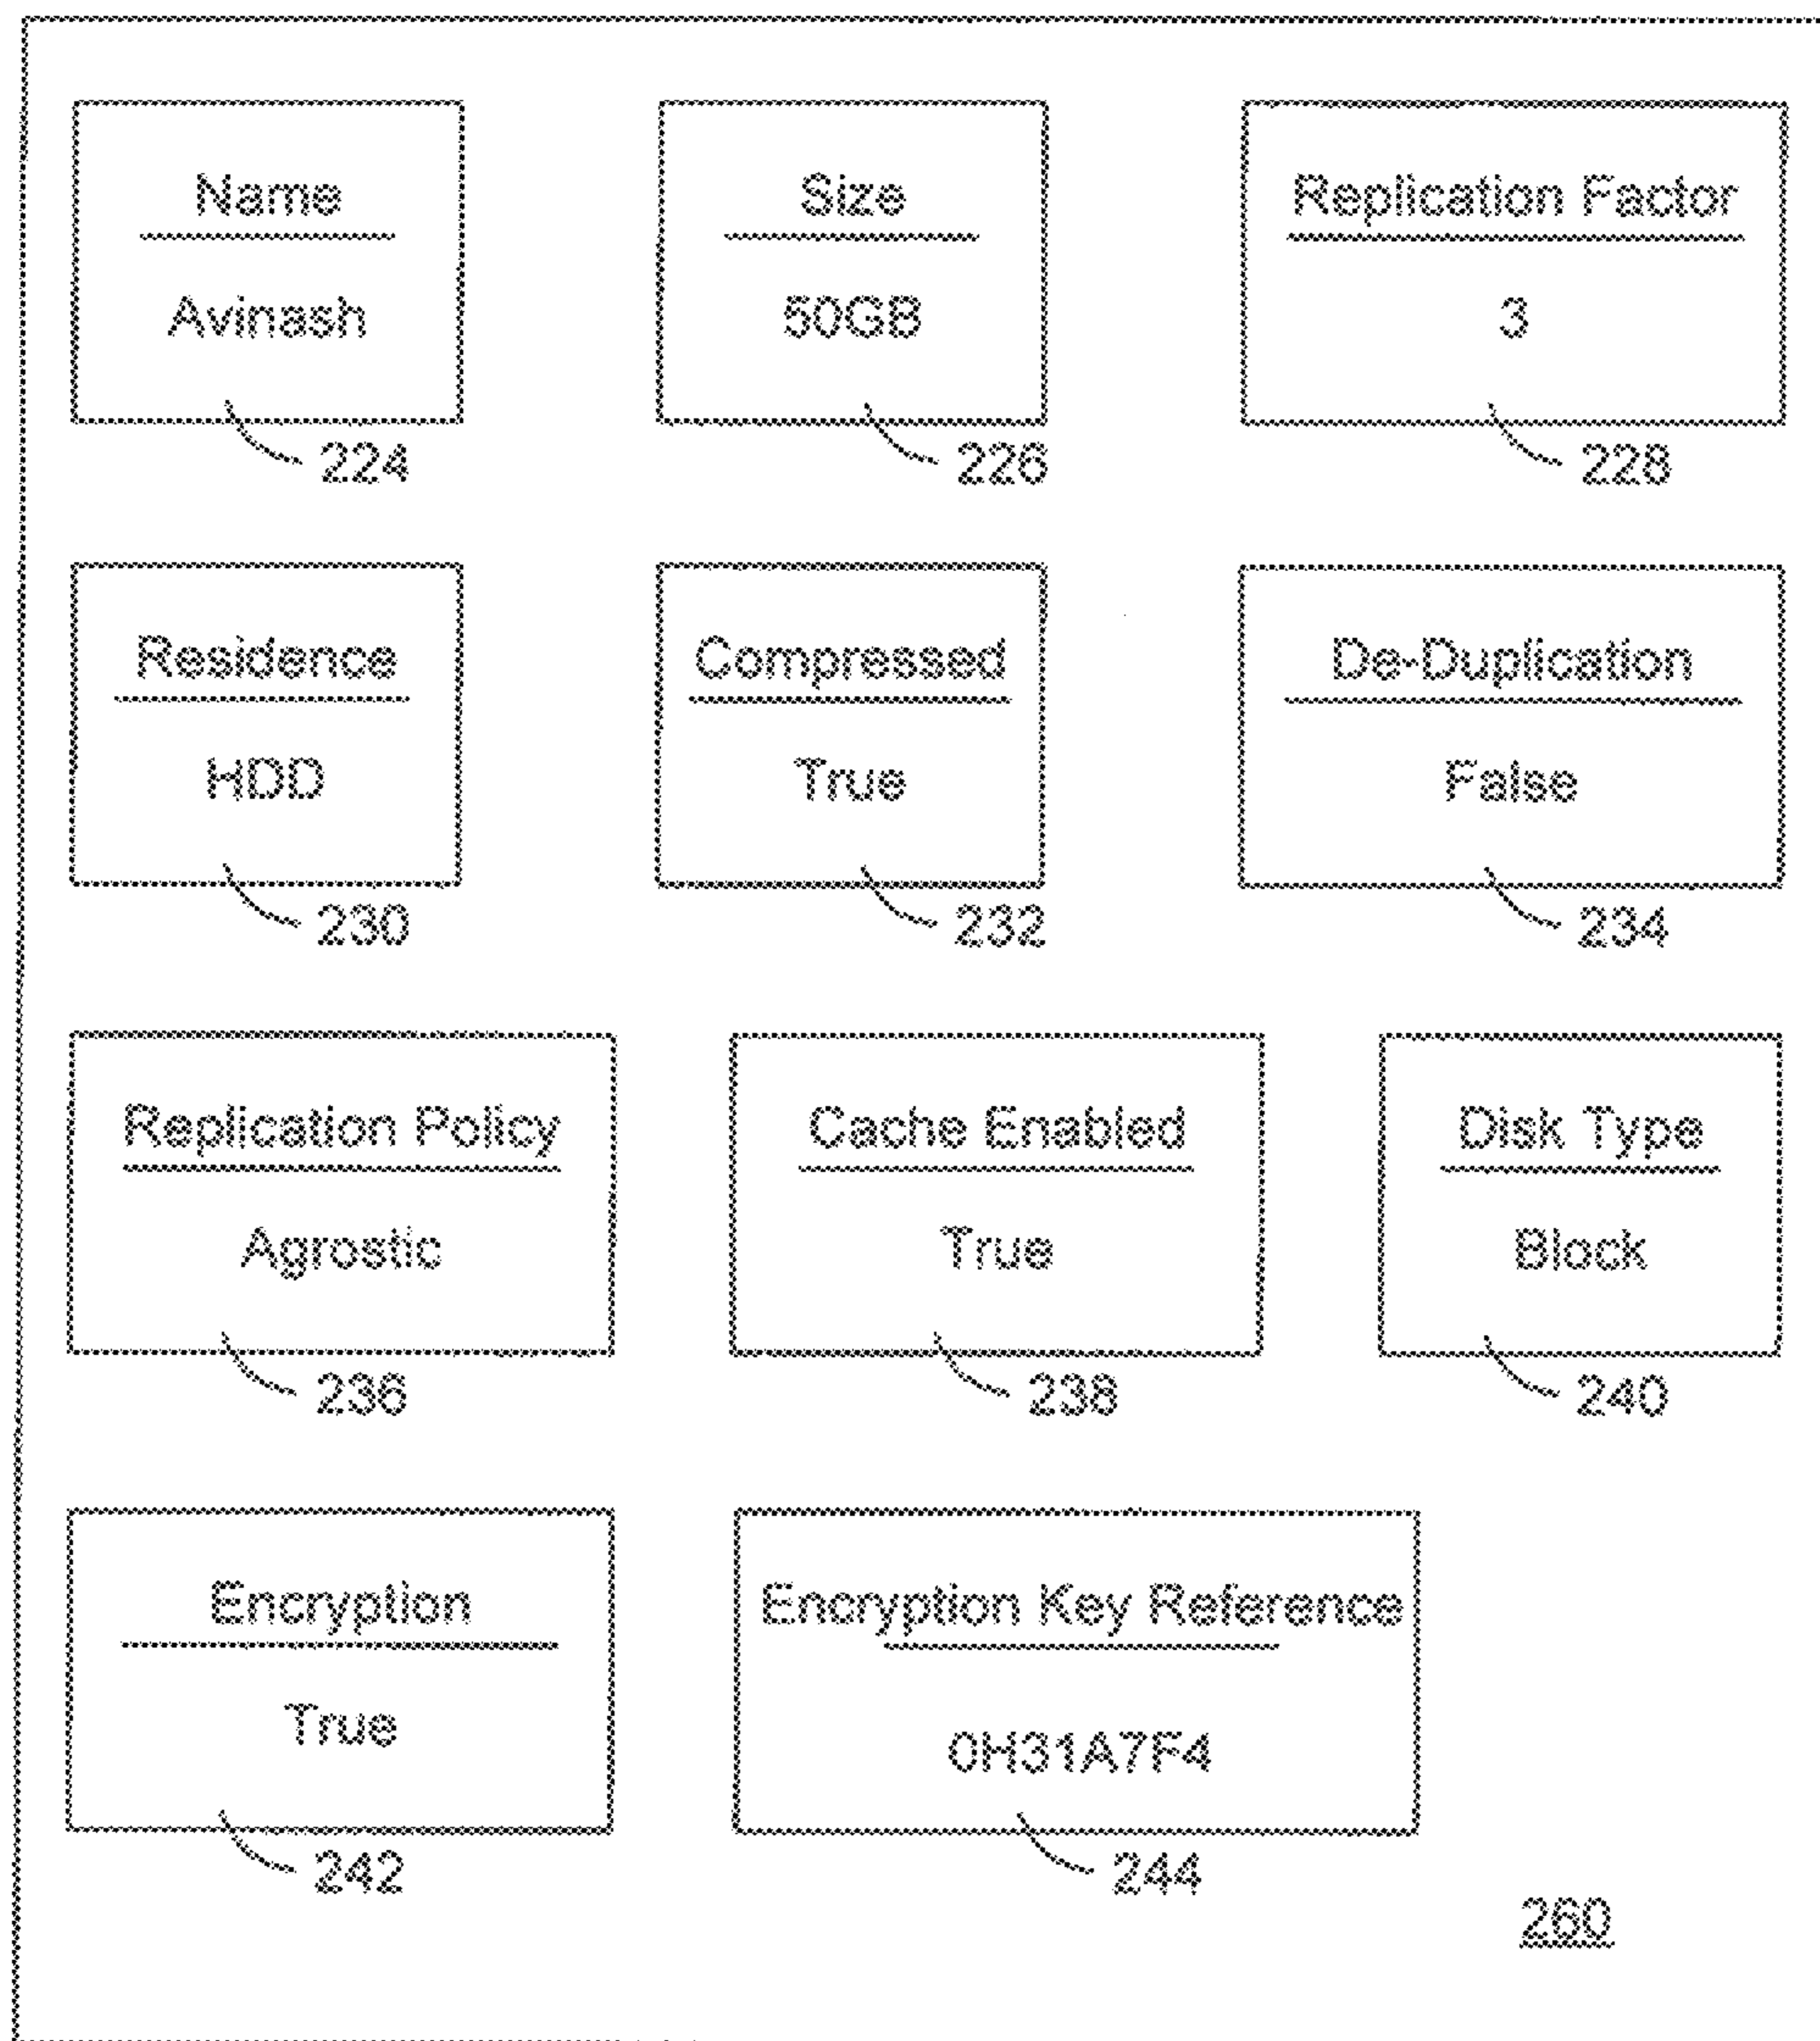 Name
Avinash
224
Size
50GB
226
Replication Factor
3
228
Residence
HDD
230
Compressed
True
232
De-Duplication
False
234
Replication Policy
Agrostic
236
Cache Enabled
True
238
Disk Type
Block
240
Encryption
True
242
Encryption Key Reference
0H31A7F4
244
260